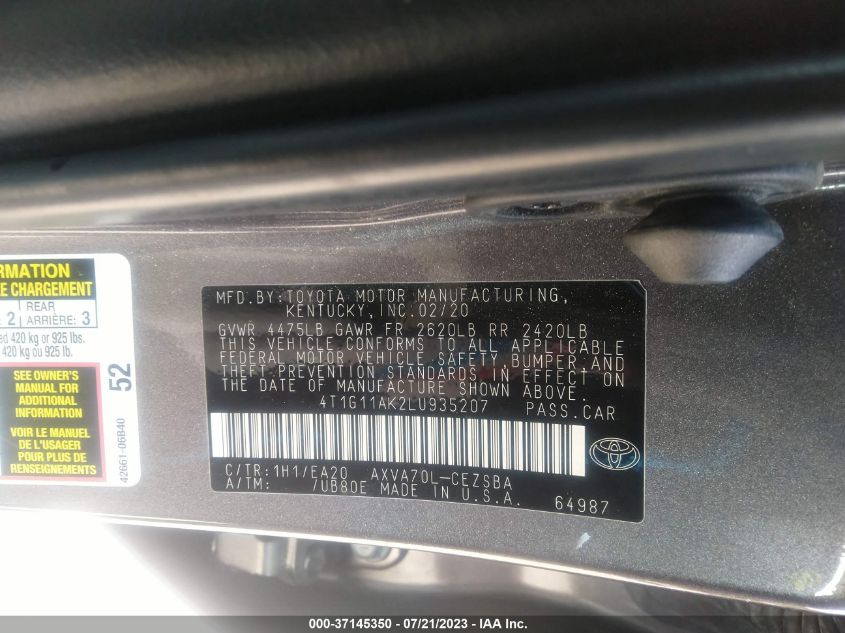 RMATION
E CHARGEMENT
REAR
2 ARRIÈRE: 3
ed 420 kg or 925 lbs.
420 kg ou 925 lb.
SEE OWNER'S
MANUAL FOR
ADDITIONAL
INFORMATION
VOIR LE MANUEL
DE L'USAGER
POUR PLUS DE
RENSEIGNEMENTS
52
42661-06B40
MFD.BY:TOYOTA MOTOR MANUFACTURING,
KENTUCKY,INC.02/20
GVWR 4475LB GAWR FR 2620LB RR 2420LB
THIS VEHICLE CONFORMS TO ALL APPLICABLE
FEDERAL MOTOR VEHICLE SAFETY, BUMPER,AND
THEFT PREVENTION STANDARDS IN EFFECT ON
THE DATE OF MANUFACTURE SHOWN ABOVE.
4T1G11AK2LU935207 PASS.CAR
C/TR:1H1/EA20 AXVA70L-CEZSBA
A/TM: /UB80E MADE IN U.S.A. 64987
000-37145350 - 07/21/2023 - IAA Inc.